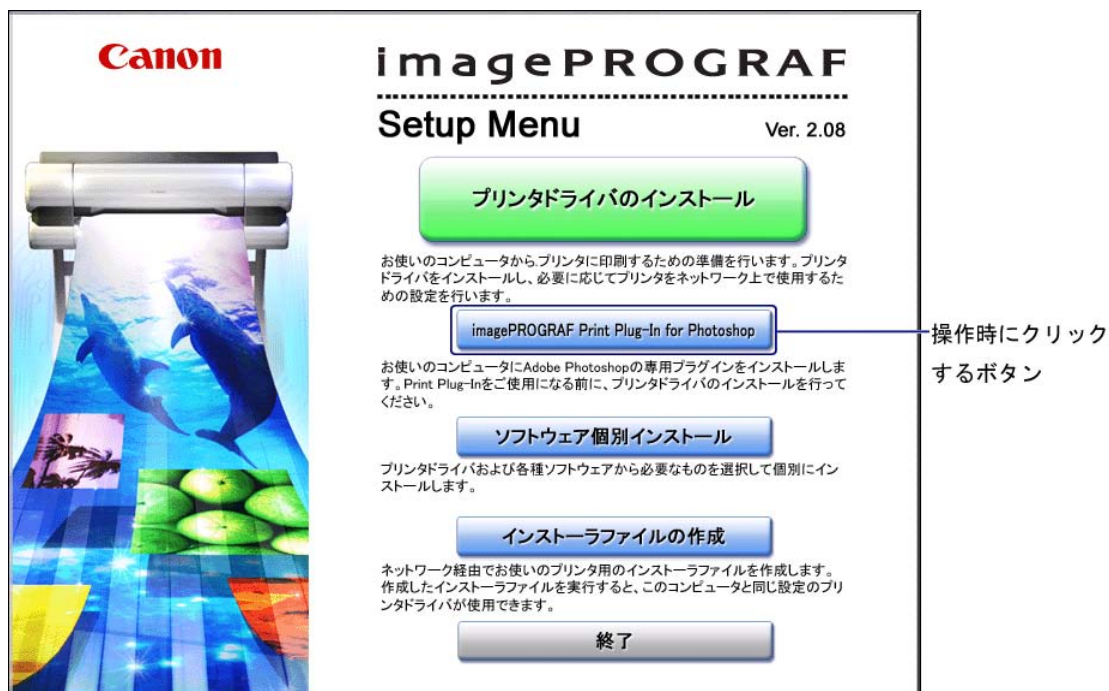 Canon
imagePROGRAF
Setup Menu Ver. 2.08
プリンタドライバのインストール
お使いのコンピュータから プリンタに印刷するための準備を行います。プリンタ
ドライバをインストールし、必要に応じてプリンタをネットワーク上で使用するた
めの設定を行います。
imagePROGRAF Print Plug-In for Photoshop
操作時にクリック
するボタン
お使いのコンピュータにAdobe Photoshopの専用プラグインをインストールしま
す。Print Plug-Inをご使用になる前に、プリンタドライバのインストールを行って
ください。
ソフトウェア個別インストール
プリンタドライバおよび各種ソフトウェアから必要なものを選択して個別にイン
ストールします。
インストーラファイルの作成
ネットワーク経由でお使いのプリンタ用のインストーラファイルを作成します。
作成したインストーラファイルを実行すると、このコンピュータと同じ設定のプリ
ンタドライバが使用できます。
終了